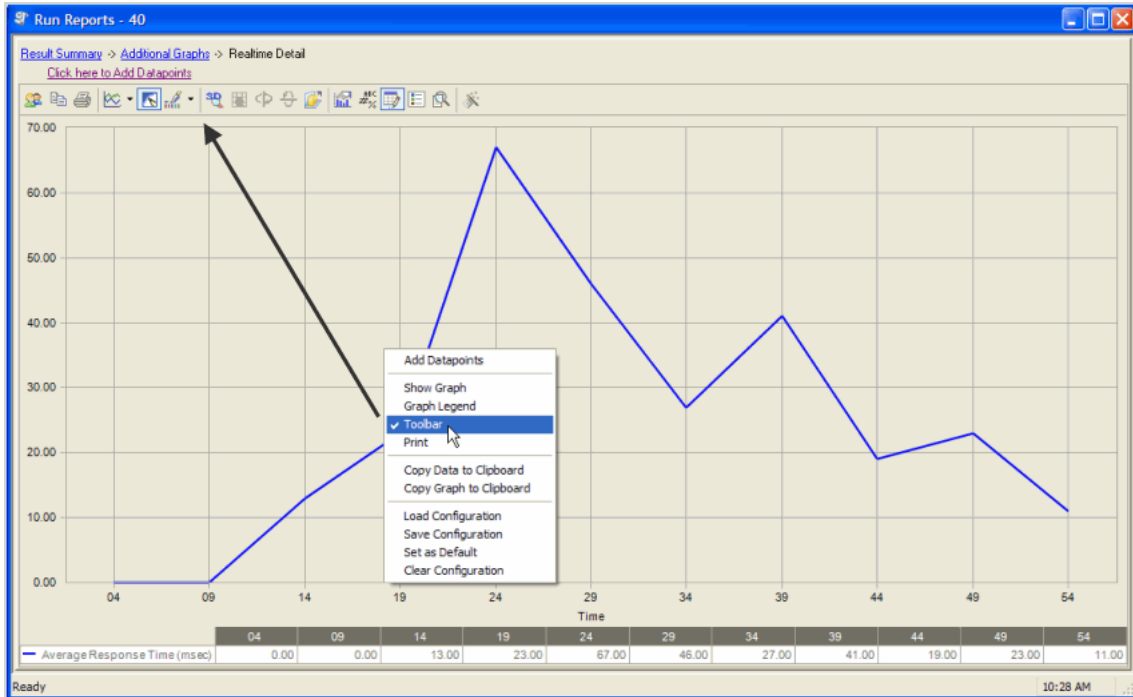 Run Reports - 40
Result Summary -> Additional Graphs -> Realtime Detail
Click here to Add Datapoints
70.00
60.00
50.00
40.00
30.00
20.00
10.00
0.00
Add Datapoints
Show Graph
Graph Legend
Toolbar
Print
Copy Data to Clipboard
Copy Graph to Clipboard
Load Configuration
Save Configuration
Set as Default
Clear Configuration
04 09 14 19 24 29 34 39 44 49 54
Time
04 09 14 19 24 29 34 39 44 49 54
Average Response Time (msec) 0.00 0.00 13.00 23.00 67.00 46.00 27.00 41.00 19.00 23.00 11.00
Ready 10:28 AM